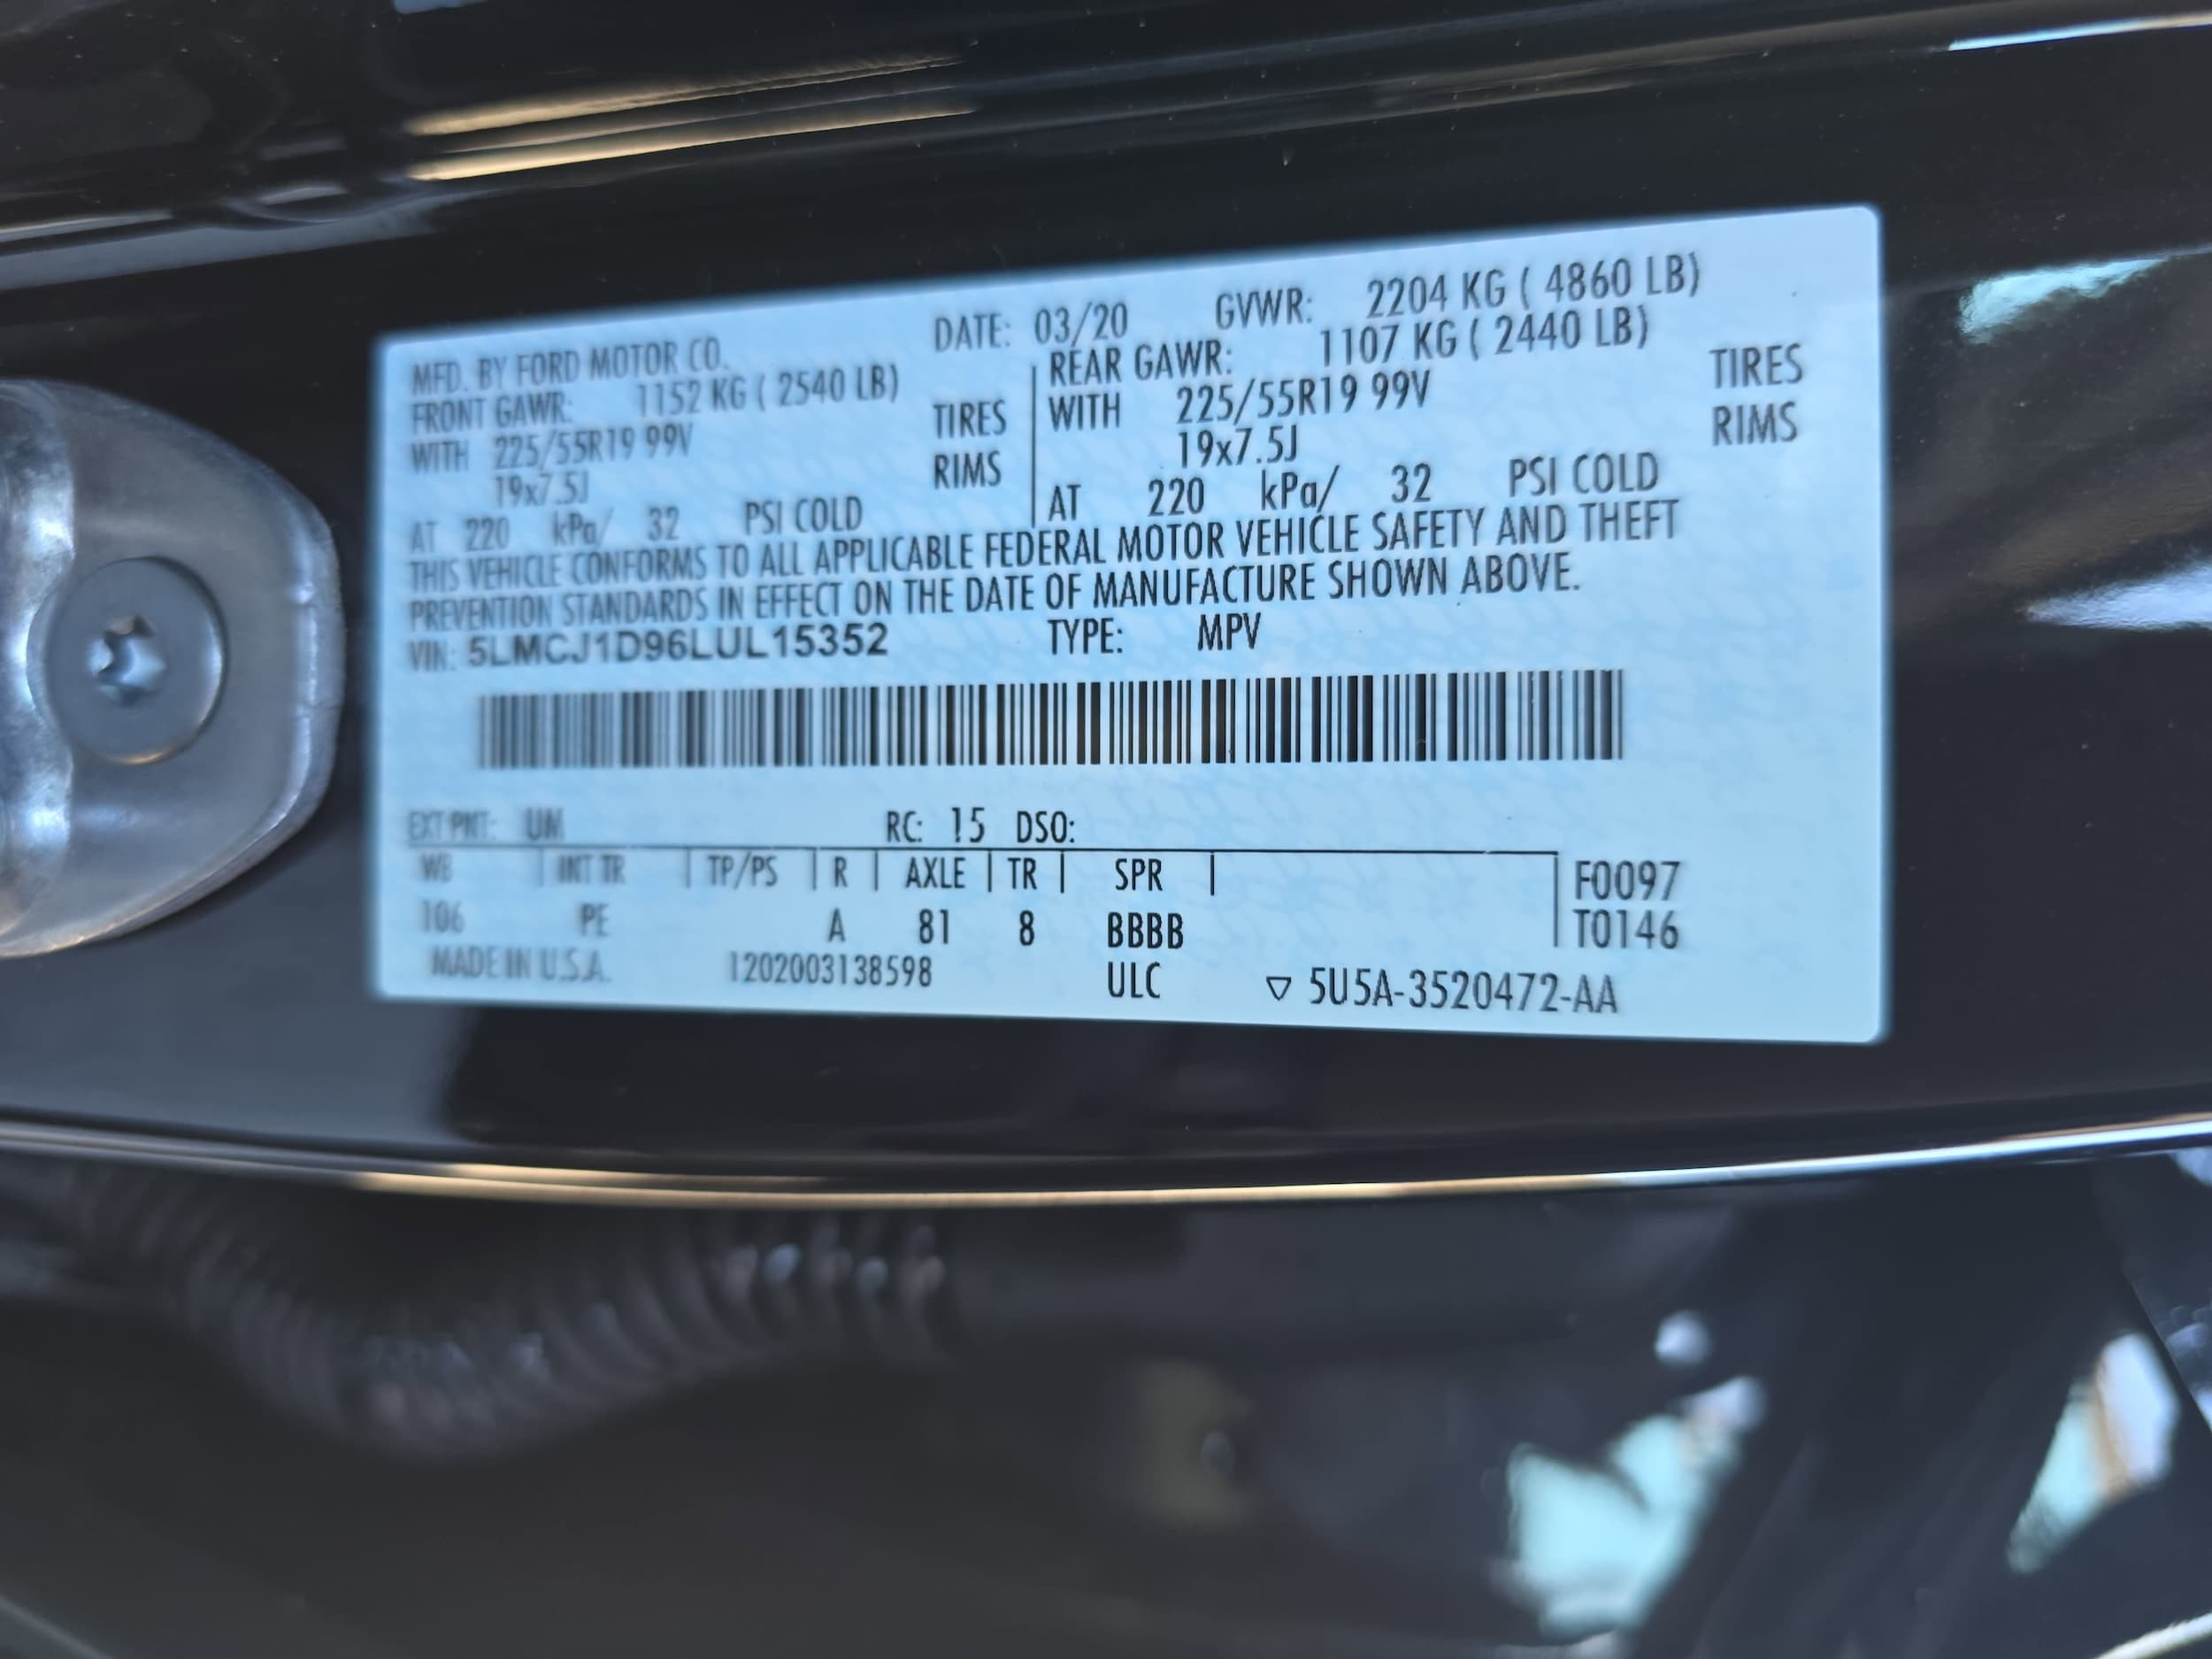 MFD. BY FORD MOTOR CO. DATE: 03/20 GVWR: 2204 KG ( 4860 LB)
FRONT GAWR: 1152 KG ( 2540 LB)
WITH 225/55R19 99V TIRES
19x7.5J RIMS
AT 220 kPa/ 32 PSI COLD
REAR GAWR: 1107 KG ( 2440 LB)
WITH 225/55R19 99V TIRES
19x7.5J RIMS
AT 220 kPa/ 32 PSI COLD
THIS VEHICLE CONFORMS TO ALL APPLICABLE FEDERAL MOTOR VEHICLE SAFETY AND THEFT
PREVENTION STANDARDS IN EFFECT ON THE DATE OF MANUFACTURE SHOWN ABOVE.
VIN: 5LMCJ1D96LUL15352 TYPE: MPV
EXT PNT: UM RC: 15 DSO:
WB | INT TR | TP/PS | R | AXLE | TR | SPR | F0097
106 PE A 81 8 BBBB T0146
MADE IN U.S.A. 1202003138598 ULC ▽ 5U5A-3520472-AA